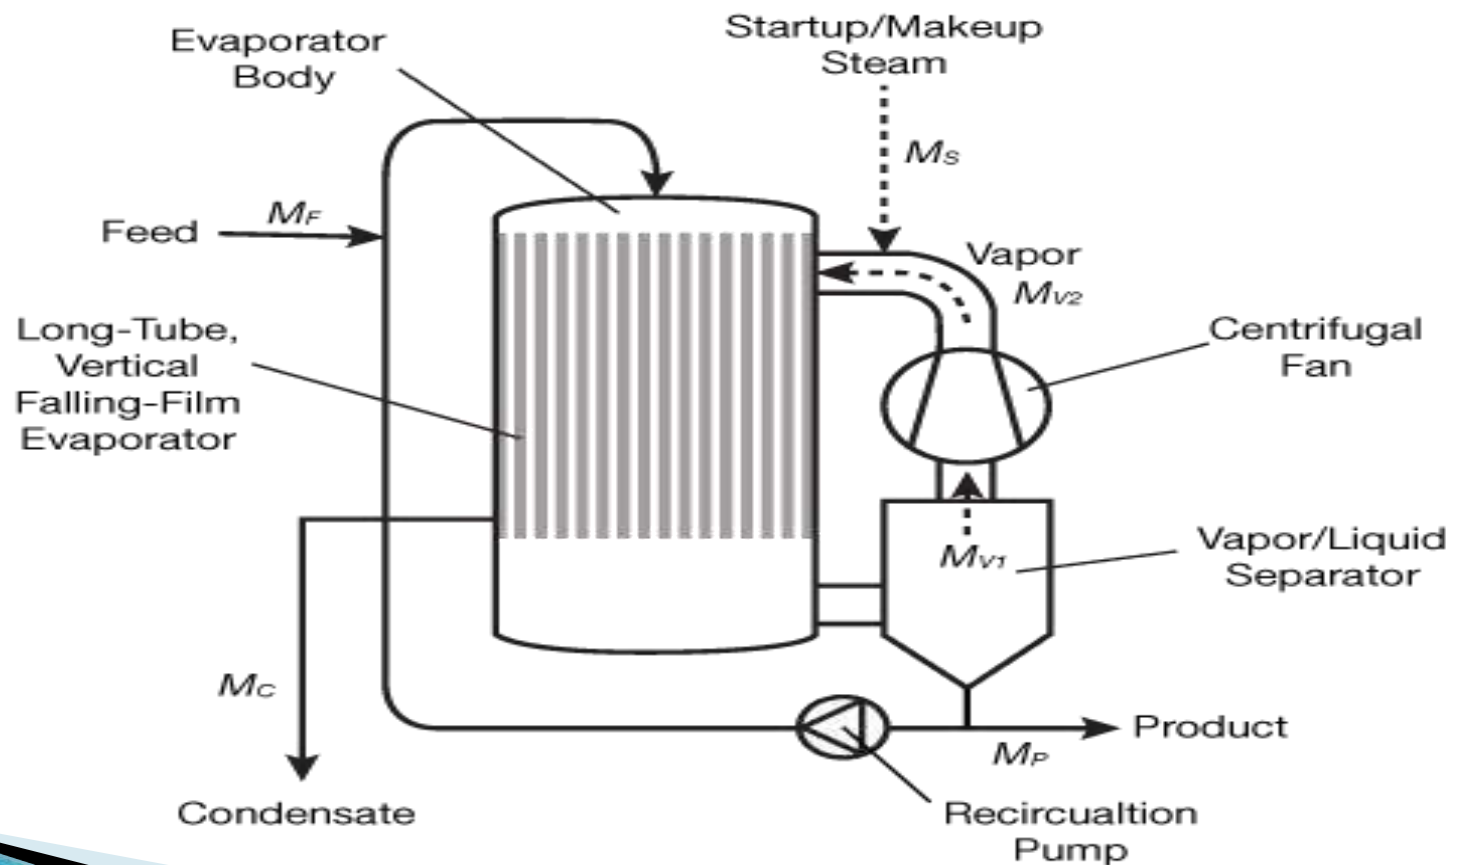 Evaporator
Body
Startup/Makeup
Steam
MS
Feed
MF
Vapor
MV2
Long-Tube,
Vertical
Falling-Film
Evaporator
Centrifugal
Fan
MV1
Vapor/Liquid
Separator
MC
Product
MP
Condensate
Recircualtion
Pump